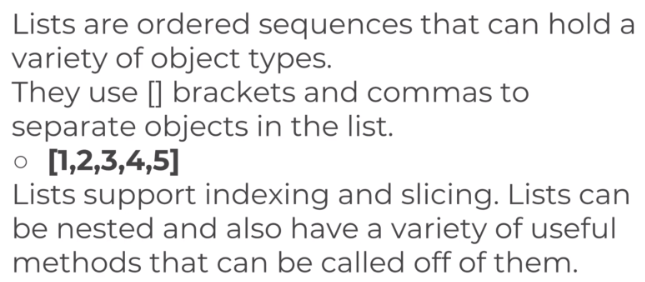 Lists are ordered sequences that can hold a
variety of object types.
They use [] brackets and commas to
separate objects in the list.
○ [1,2,3,4,5]
Lists support indexing and slicing. Lists can
be nested and also have a variety of useful
methods that can be called off of them.